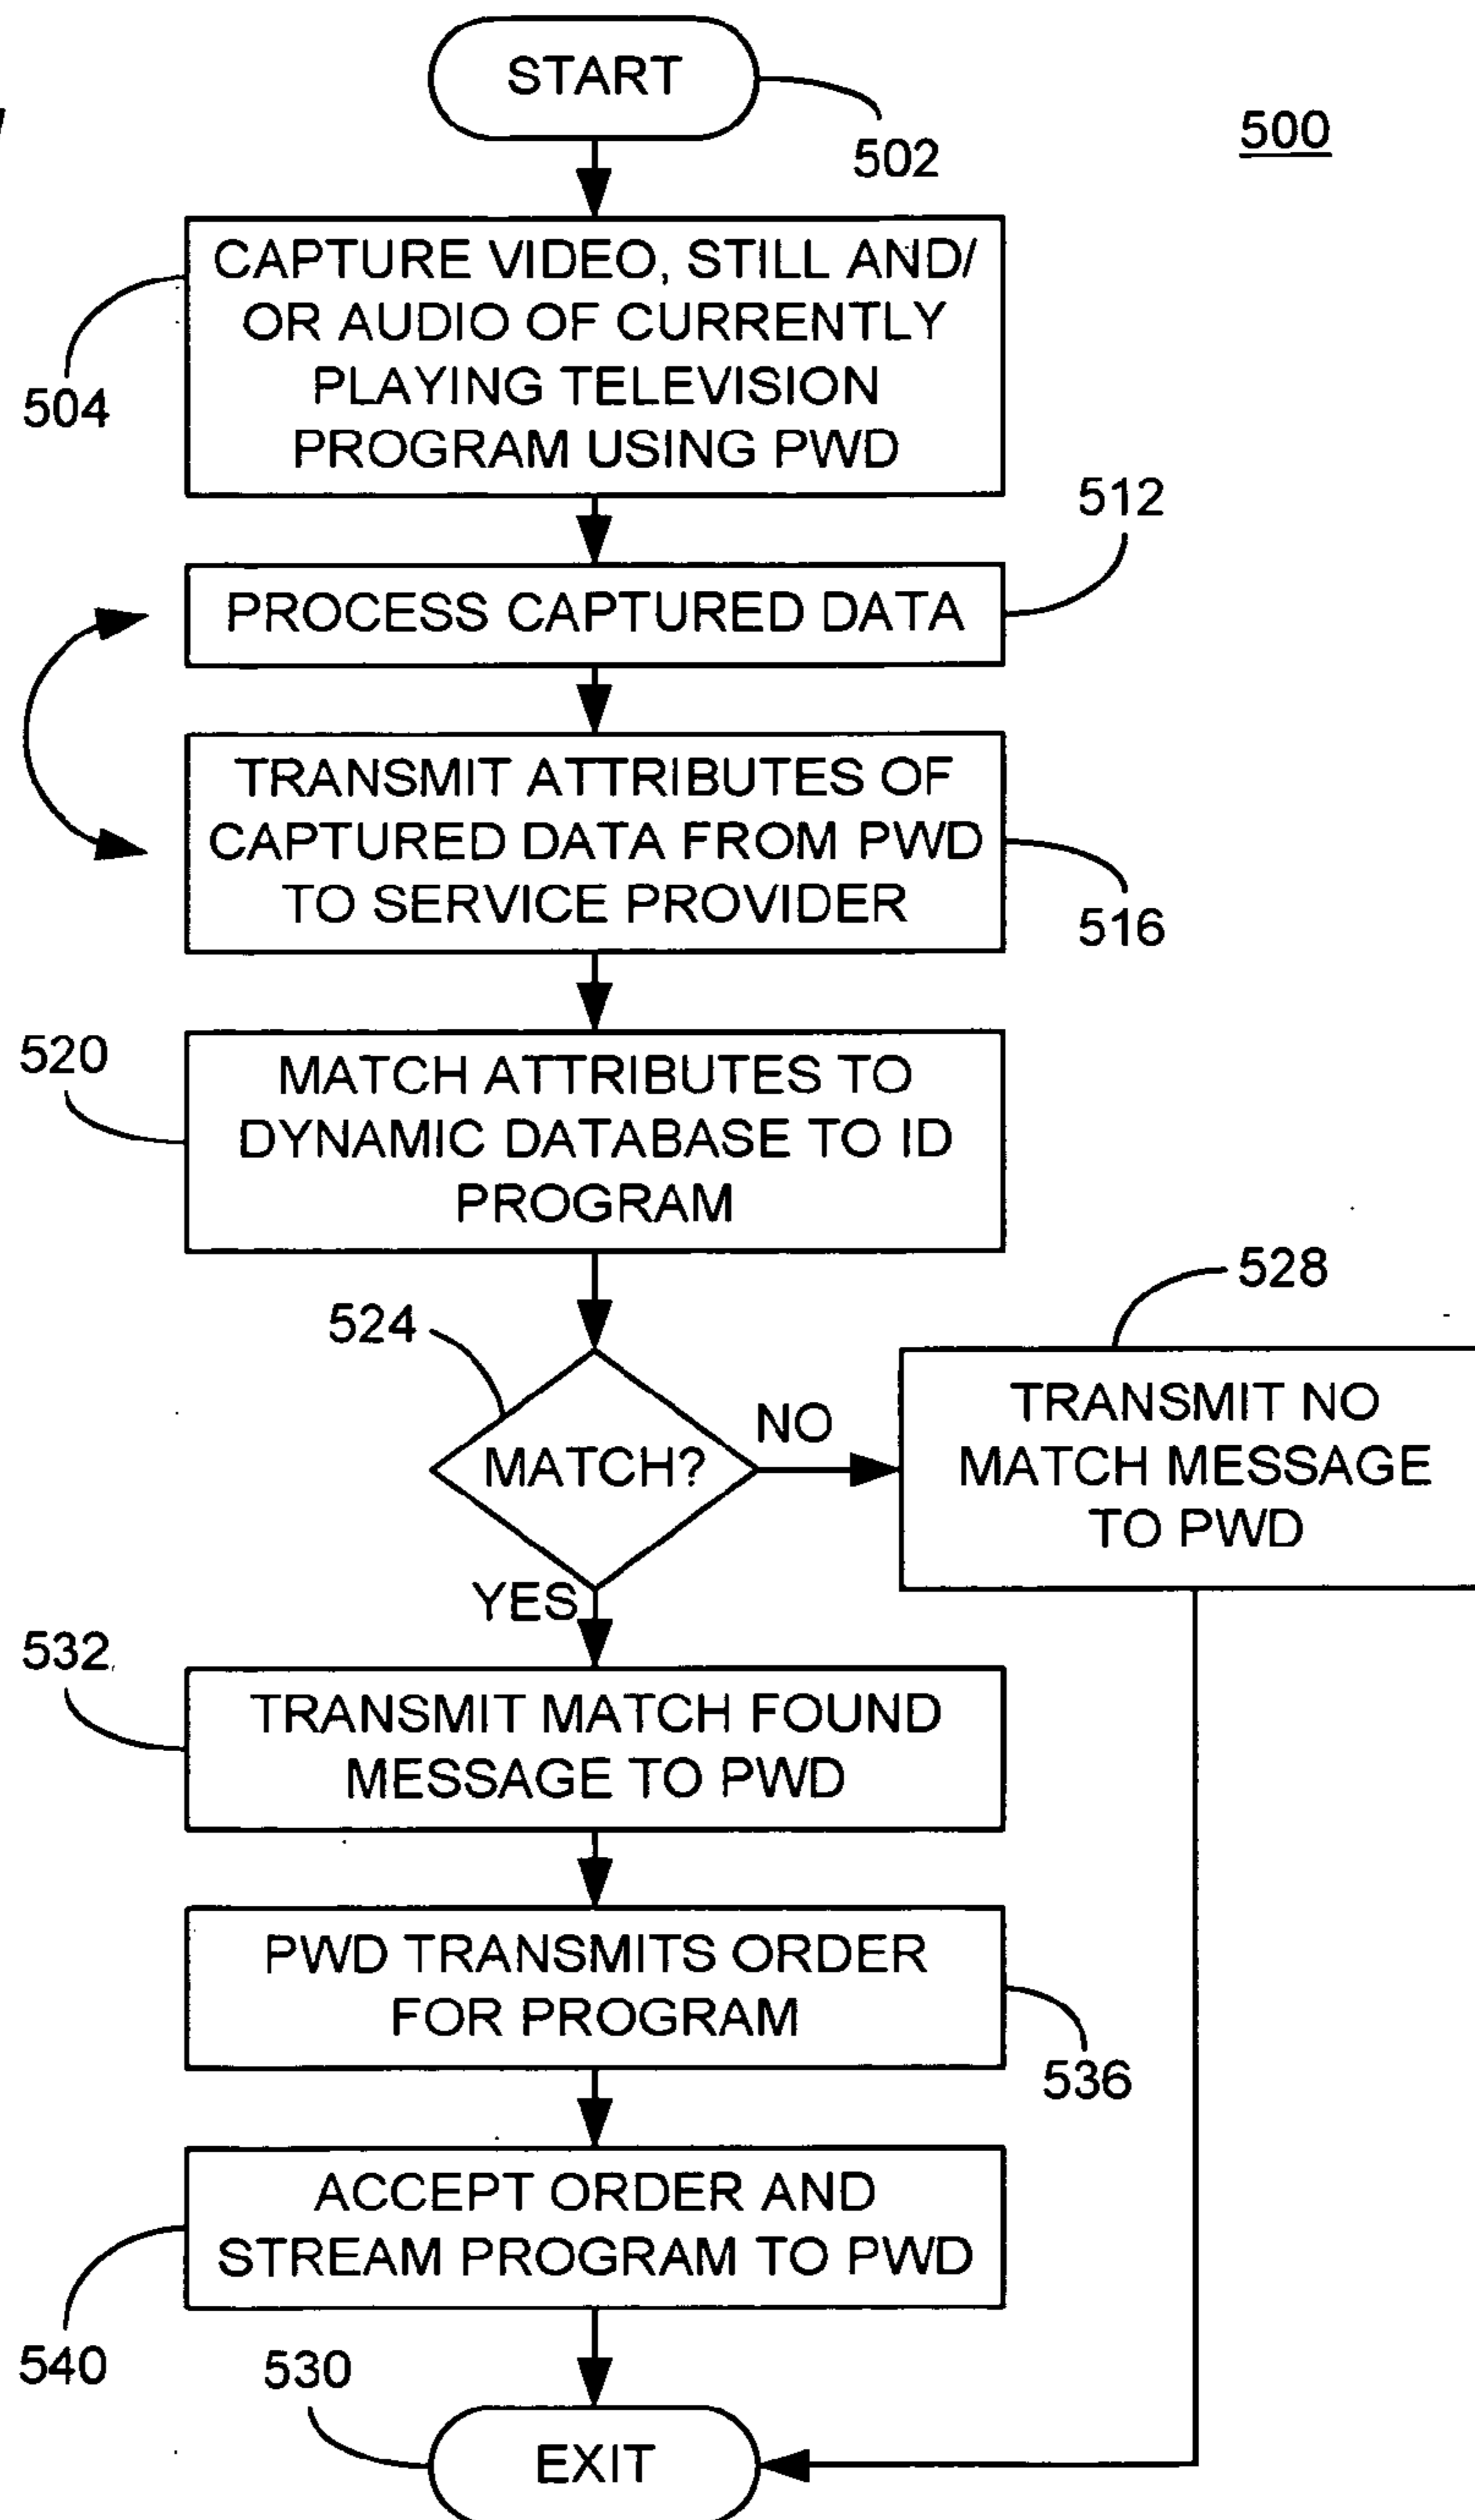 START
502
500
CAPTURE VIDEO, STILL AND/
OR AUDIO OF CURRENTLY
PLAYING TELEVISION
PROGRAM USING PWD
504
512
PROCESS CAPTURED DATA
TRANSMIT ATTRIBUTES OF
CAPTURED DATA FROM PWD
TO SERVICE PROVIDER
516
520
MATCH ATTRIBUTES TO
DYNAMIC DATABASE TO ID
PROGRAM
528
524
MATCH?
NO
TRANSMIT NO
MATCH MESSAGE
TO PWD
YES
532
TRANSMIT MATCH FOUND
MESSAGE TO PWD
PWD TRANSMITS ORDER
FOR PROGRAM
536
ACCEPT ORDER AND
STREAM PROGRAM TO PWD
540
530
EXIT